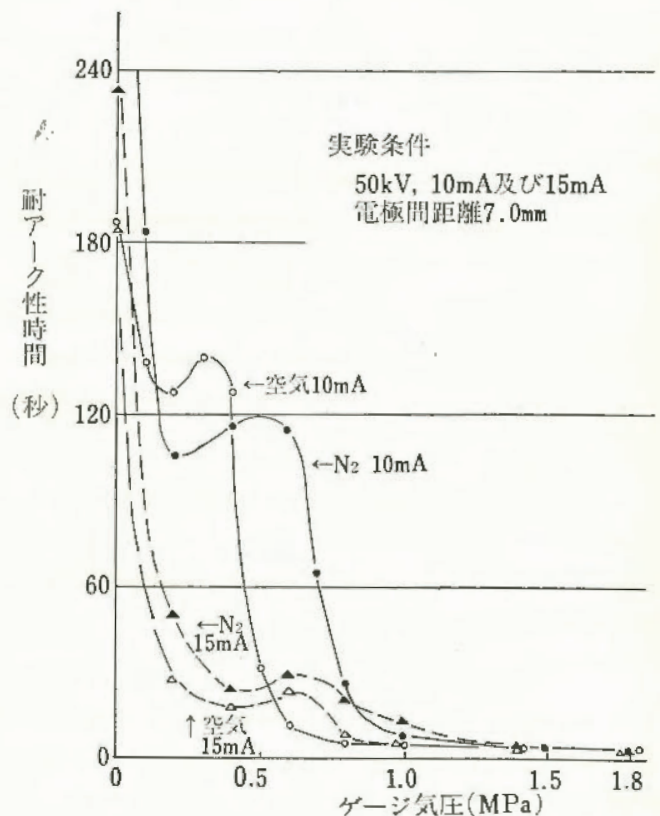 240
180
120
60
0
耐アーク性時間
(秒)
実験条件
50kV, 10mA及び15mA
電極間距離7.0mm
←空気10mA
←N₂ 10mA
←N₂
15mA
↑空気
15mA
0
0.5
1.0
1.5
1.8
ゲージ気圧(MPa)